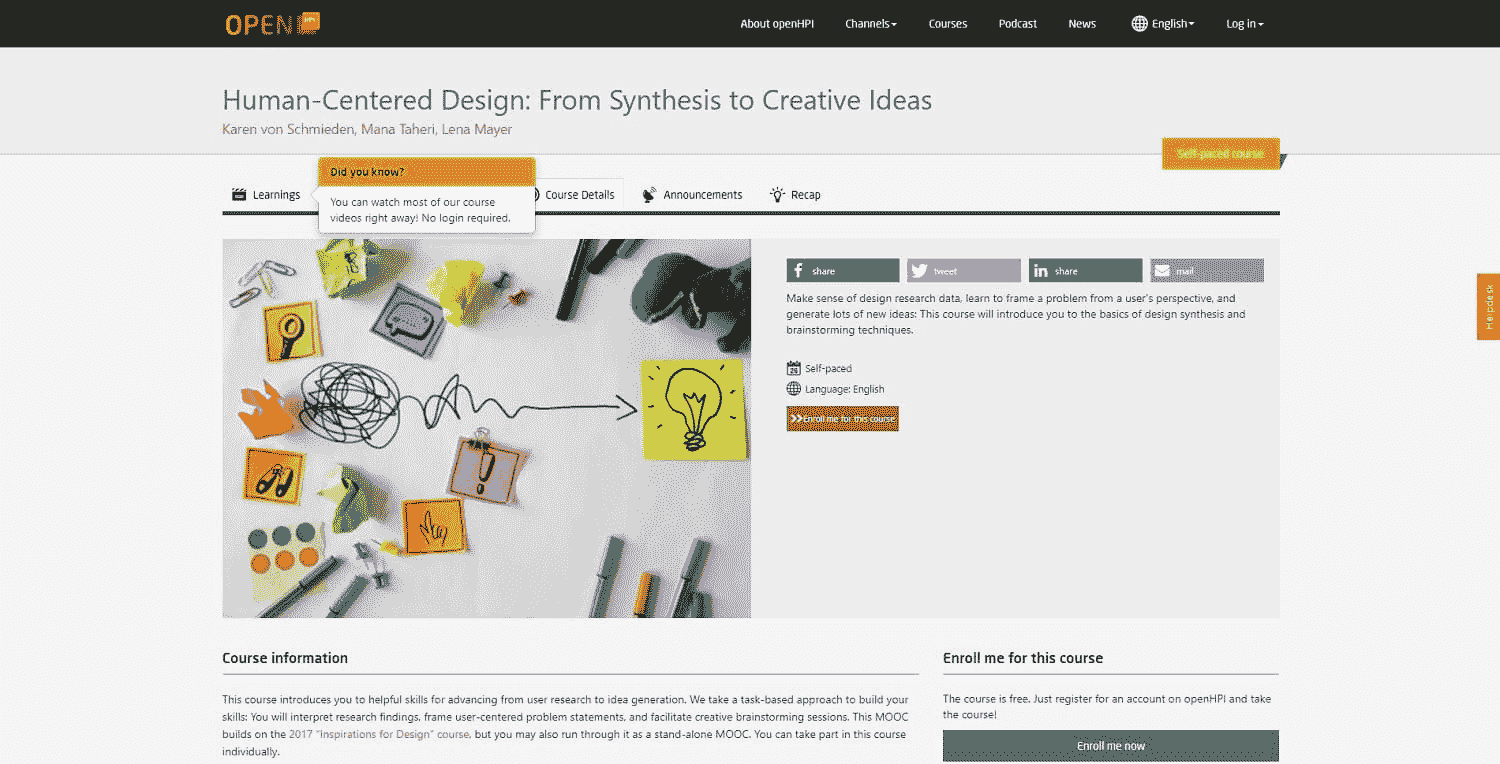 OPEN HPI
About openHPI Channels Courses Podcast News English Log in
Human-Centered Design: From Synthesis to Creative Ideas
Karen von Schmieden, Mana Taheri, Lena Mayer
Self-paced course
Did you know?
You can watch most of our course
videos right away! No login required.
Learnings Course Details Announcements Recap
share tweet share mail
Make sense of design research data, learn to frame a problem from a user's perspective, and
generate lots of new ideas: This course will introduce you to the basics of design synthesis and
brainstorming techniques.
Self-paced
Language: English
Enroll me for this course
Helpdesk
Course information
This course introduces you to helpful skills for advancing from user research to idea generation. We take a task-based approach to build your
skills: You will interpret research findings, frame user-centered problem statements, and facilitate creative brainstorming sessions. This MOOC
builds on the 2017 "Inspirations for Design" course, but you may also run through it as a stand-alone MOOC. You can take part in this course
individually.
Enroll me for this course
The course is free. Just register for an account on openHPI and take
the course!
Enroll me now